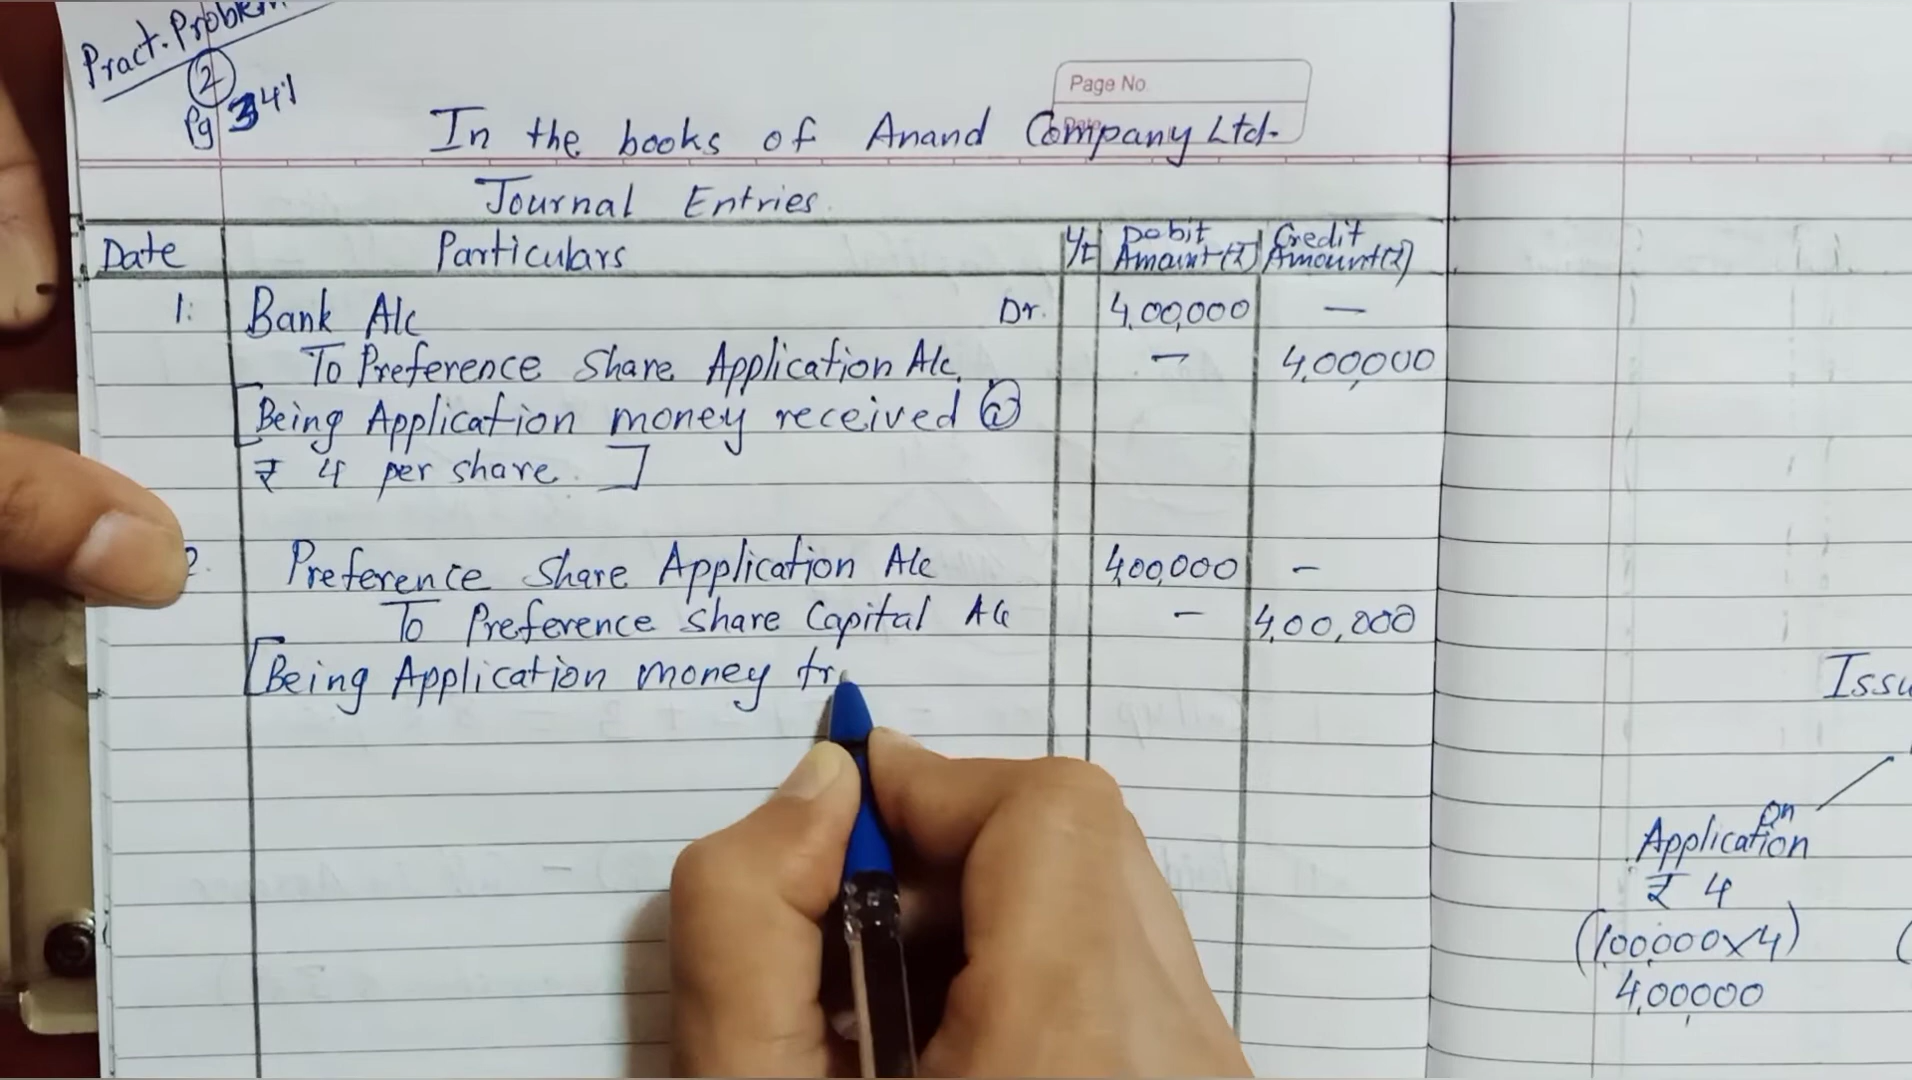 Pract. Problem
2
Pg 341
Page No
In the books of Anand Company Ltd.
Journal Entries
Date Particulars Debit Amount (₹) Credit Amount (₹)
1. Bank A/c Dr. 4,00,000 —
To Preference Share Application A/c. — 4,00,000
[Being Application money received @
₹ 4 per share.]
2. Preference Share Application A/c 4,00,000 —
To Preference Share Capital A/c — 4,00,000
[Being Application money tr
Issu
On
Application
₹ 4
(1,00,000x4)
4,00,000